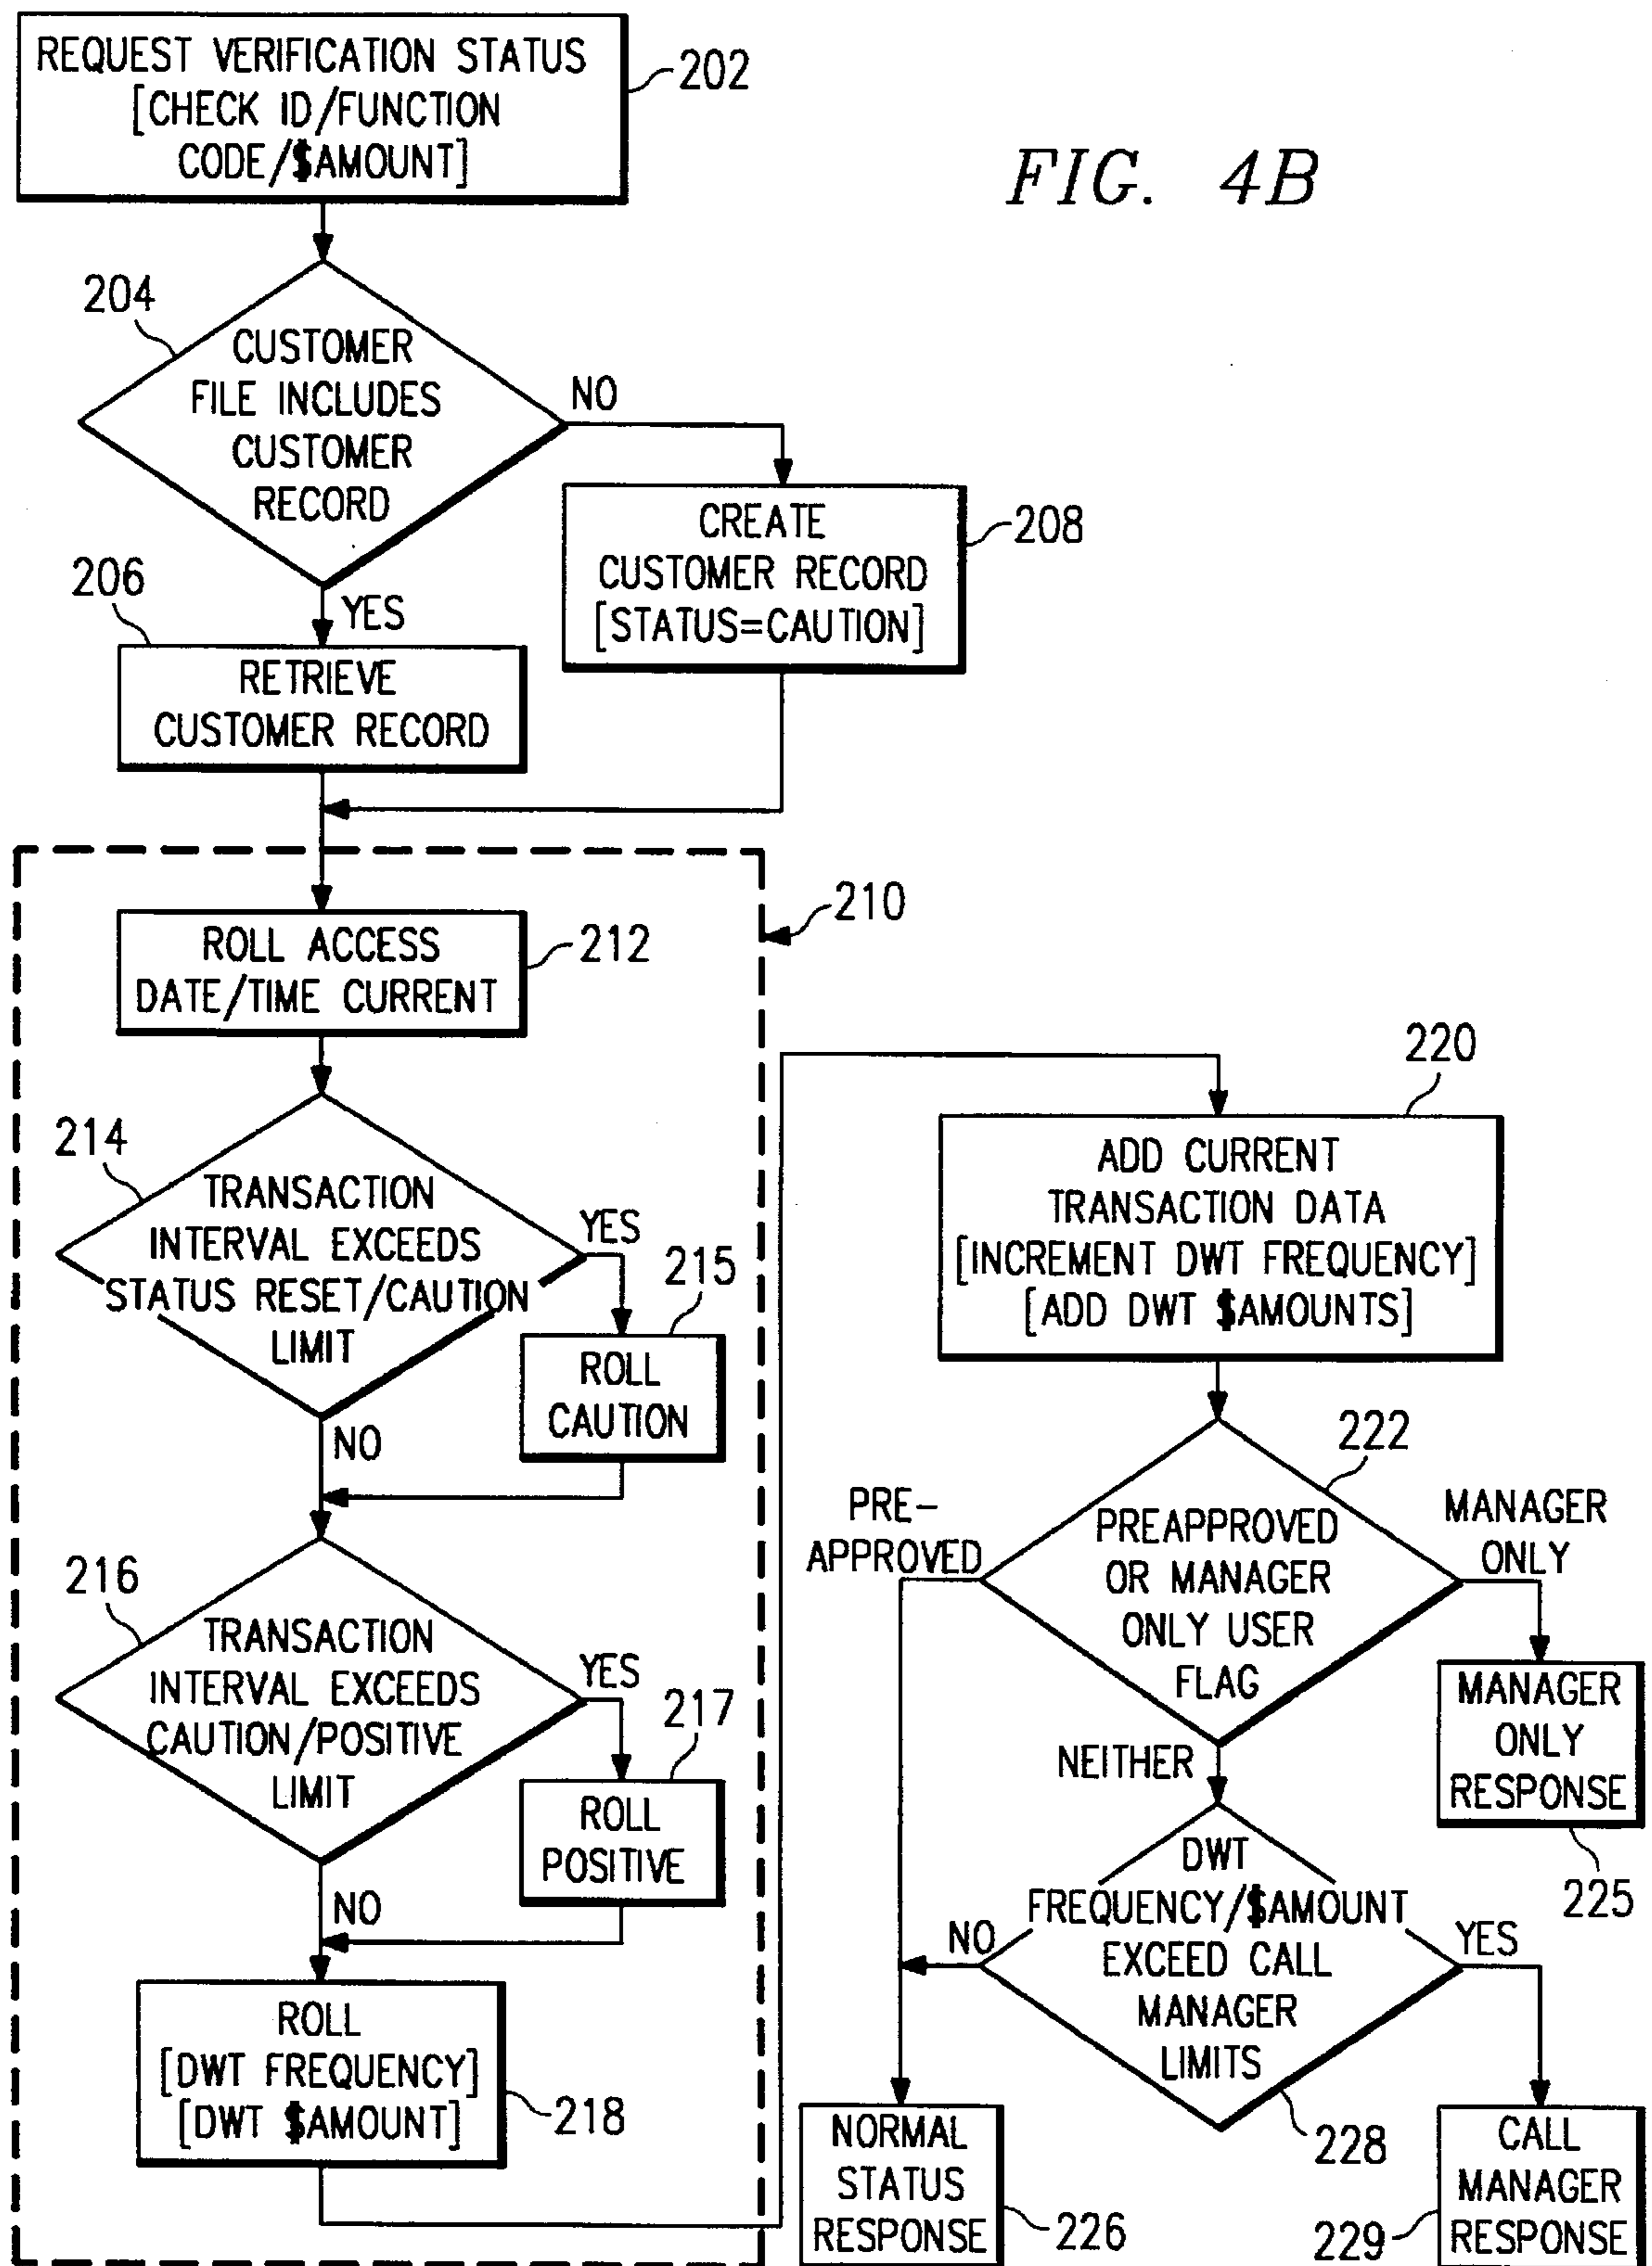 REQUEST VERIFICATION STATUS
[CHECK ID/FUNCTION
CODE/$AMOUNT]
202
FIG. 4B
204
CUSTOMER
FILE INCLUDES
CUSTOMER
RECORD
NO
YES
206
RETRIEVE
CUSTOMER RECORD
CREATE
CUSTOMER RECORD
[STATUS=CAUTION]
208
210
ROLL ACCESS
DATE/TIME CURRENT
212
214
TRANSACTION
INTERVAL EXCEEDS
STATUS RESET/CAUTION
LIMIT
YES
215
ROLL
CAUTION
NO
216
TRANSACTION
INTERVAL EXCEEDS
CAUTION/POSITIVE
LIMIT
YES
217
ROLL
POSITIVE
NO
ROLL
[DWT FREQUENCY]
[DWT $AMOUNT]
218
220
ADD CURRENT
TRANSACTION DATA
[INCREMENT DWT FREQUENCY]
[ADD DWT $AMOUNTS]
222
PRE-
APPROVED
PREAPPROVED
OR MANAGER
ONLY USER
FLAG
MANAGER
ONLY
NEITHER
MANAGER
ONLY
RESPONSE
225
DWT
FREQUENCY/$AMOUNT
EXCEED CALL
MANAGER
LIMITS
NO
YES
228
NORMAL
STATUS
RESPONSE
226
CALL
MANAGER
RESPONSE
229